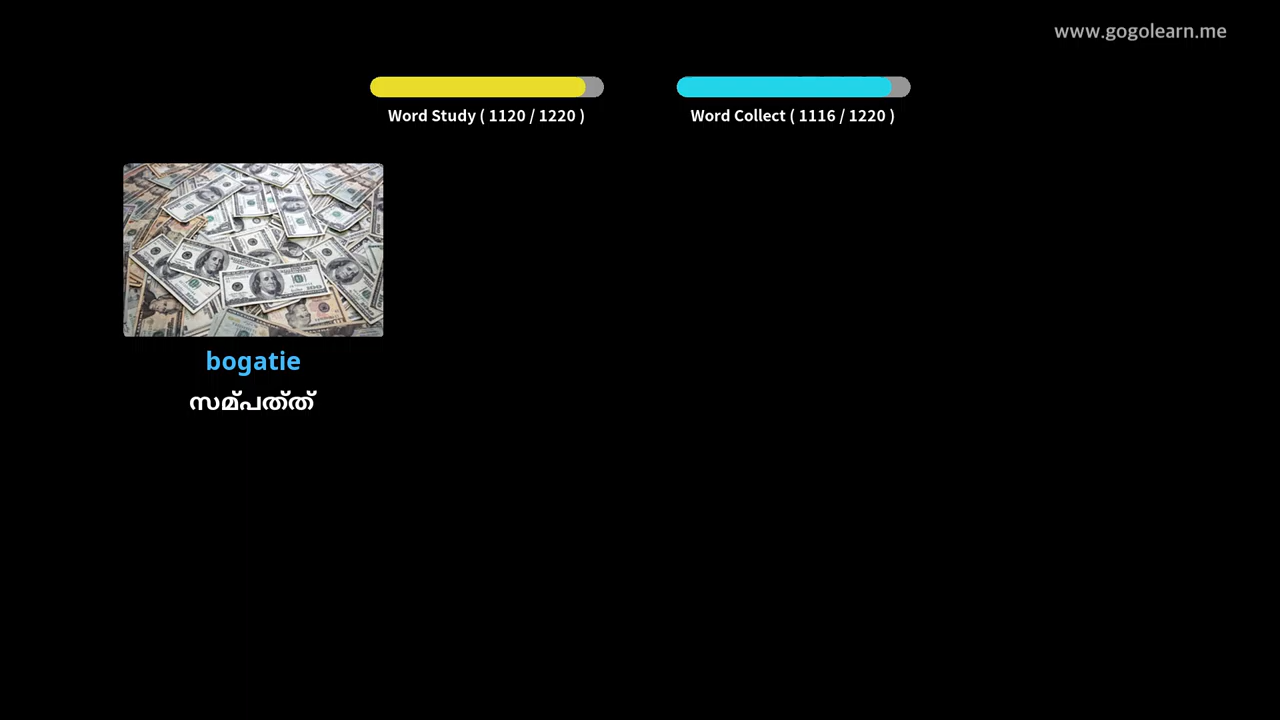 www.gogolearn.me
Word Study ( 1120 / 1220 )
Word Collect ( 1116 / 1220 )
bogatie
സമ്പത്ത്